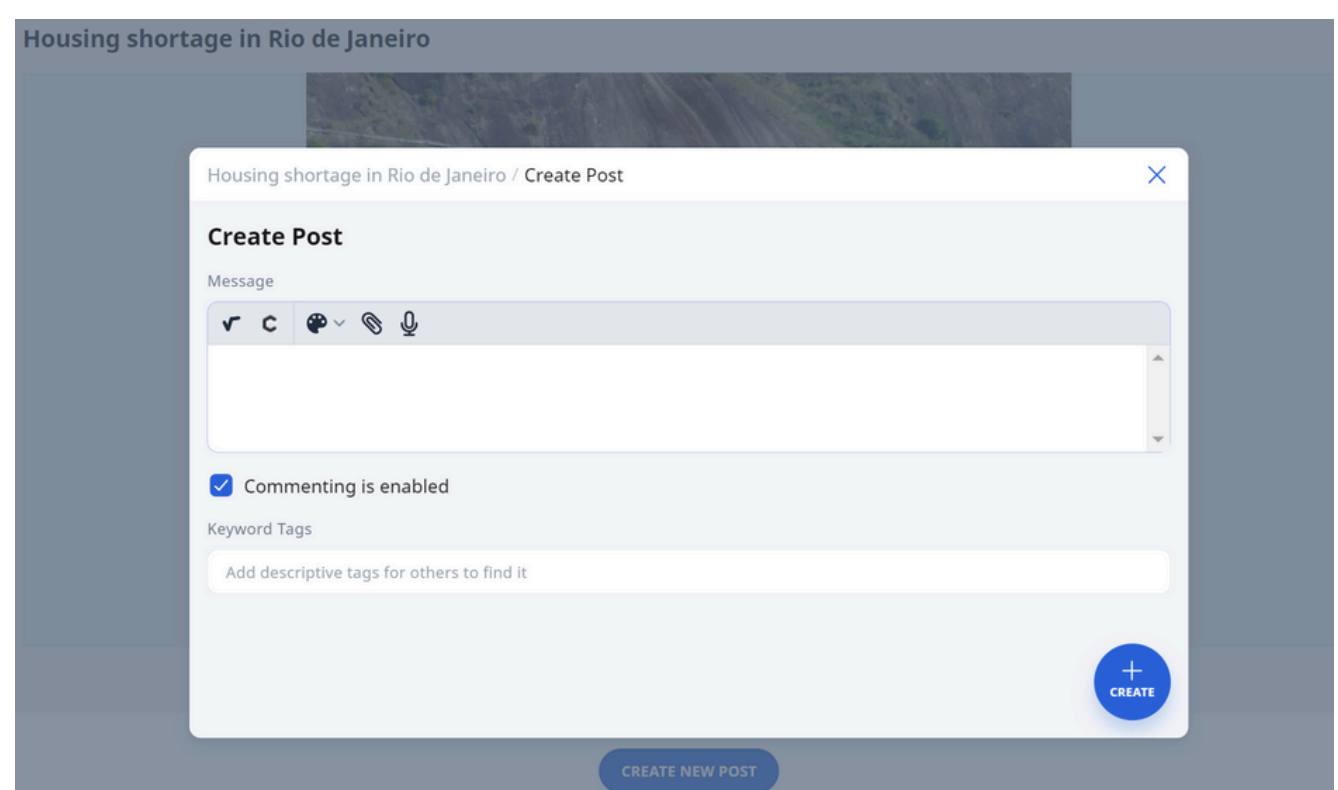 Housing shortage in Rio de Janeiro
Housing shortage in Rio de Janeiro / Create Post
Create Post
Message
Commenting is enabled
Keyword Tags
Add descriptive tags for others to find it
CREATE
CREATE NEW POST